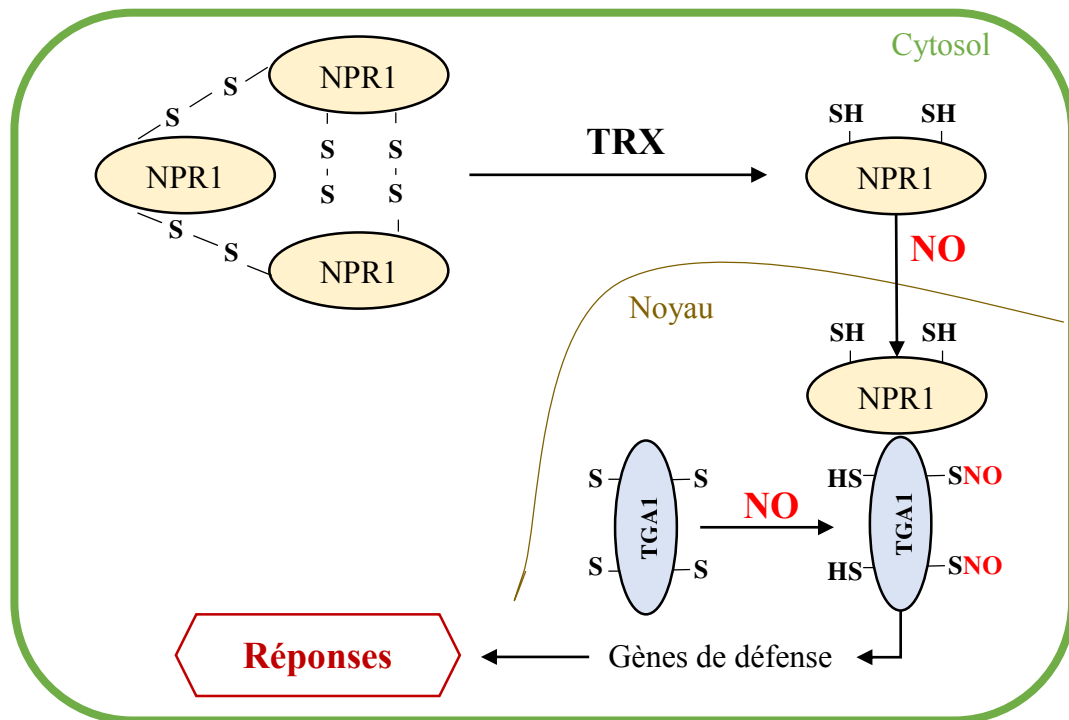 Cytosol
NPR1
S
S
NPR1
S
S
S
S
S
S
NPR1
TRX
SH SH
NPR1
NO
Noyau
SH SH
NPR1
S S
TGA1
S S
NO
HS SNO
TGA1
HS SNO
Gènes de défense
Réponses